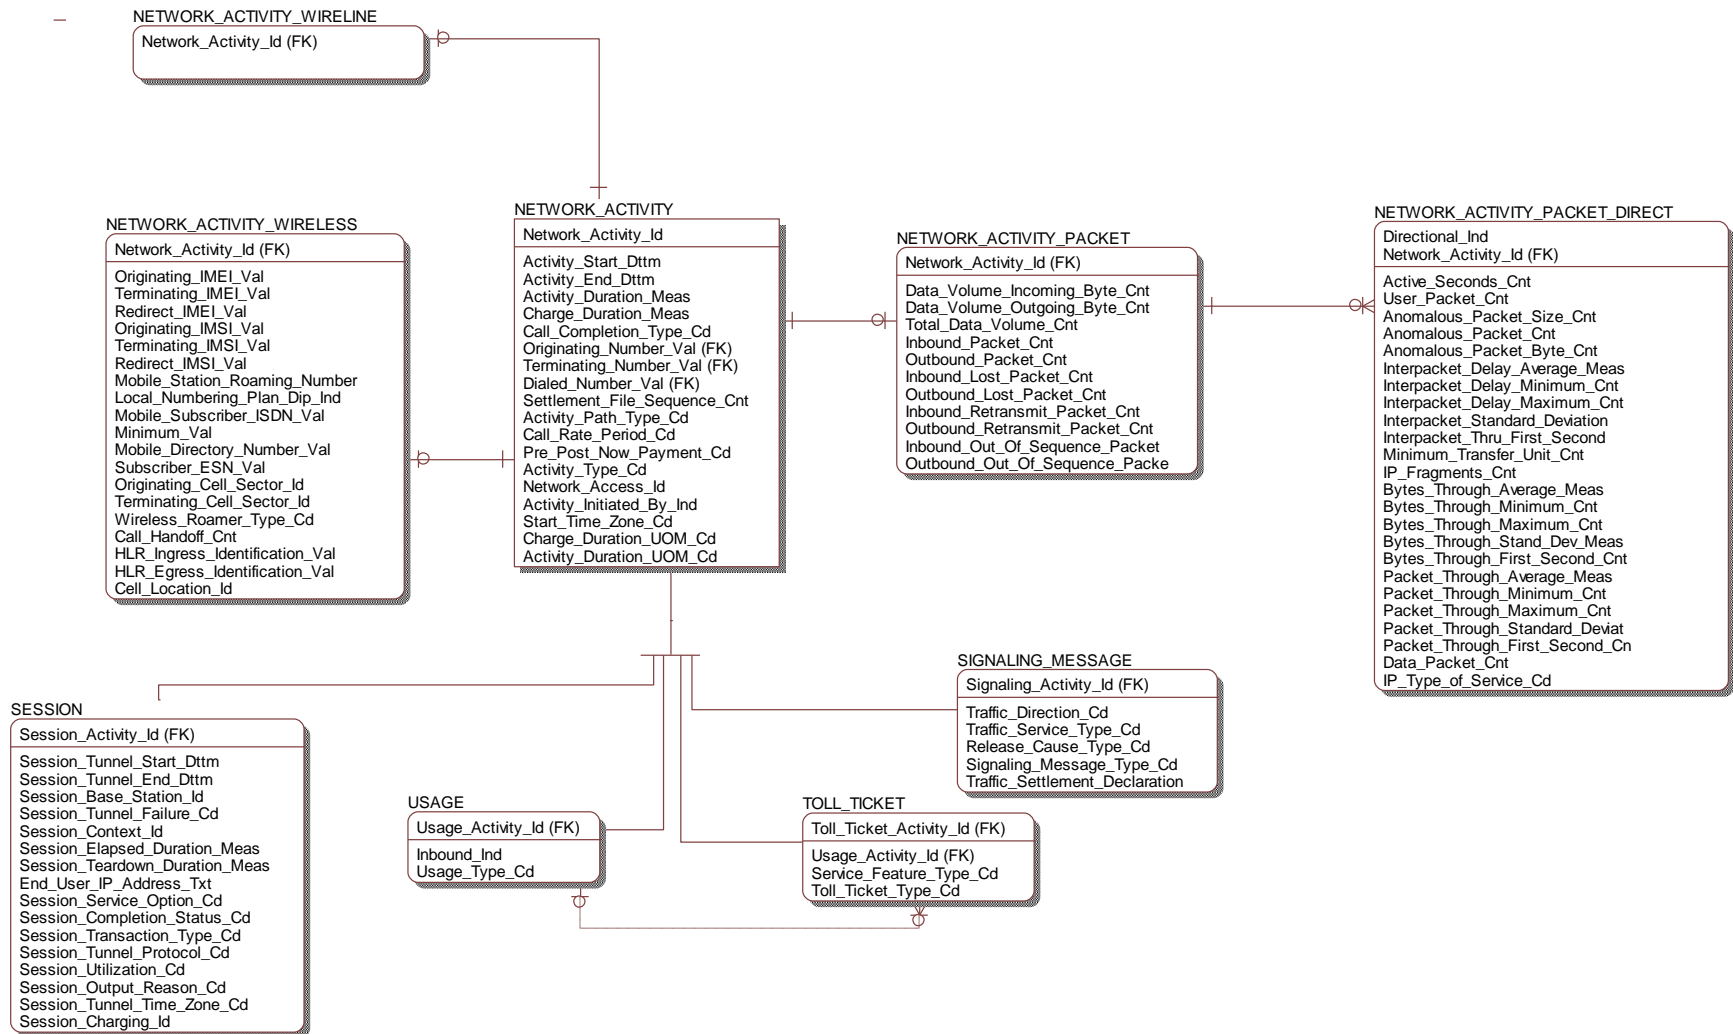 NETWORK_ACTIVITY_WIRELINE
Network_Activity_Id (FK)
NETWORK_ACTIVITY_WIRELESS
Network_Activity_Id (FK)
Originating_IMEI_Val
Terminating_IMEI_Val
Redirect_IMEI_Val
Originating_IMSI_Val
Terminating_IMSI_Val
Redirect_IMSI_Val
Mobile_Station_Roaming_Number
Local_Numbering_Plan_Dip_Ind
Mobile_Subscriber_ISDN_Val
Minimum_Val
Mobile_Directory_Number_Val
Subscriber_ESN_Val
Originating_Cell_Sector_Id
Terminating_Cell_Sector_Id
Wireless_Roamer_Type_Cd
Call_Handoff_Cnt
HLR_Ingress_Identification_Val
HLR_Egress_Identification_Val
Cell_Location_Id
NETWORK_ACTIVITY
Network_Activity_Id
Activity_Start_Dttm
Activity_End_Dttm
Activity_Duration_Meas
Charge_Duration_Meas
Call_Completion_Type_Cd
Originating_Number_Val (FK)
Terminating_Number_Val (FK)
Dialed_Number_Val (FK)
Settlement_File_Sequence_Cnt
Activity_Path_Type_Cd
Call_Rate_Period_Cd
Pre_Post_Now_Payment_Cd
Activity_Type_Cd
Network_Access_Id
Activity_Initiated_By_Ind
Start_Time_Zone_Cd
Charge_Duration_UOM_Cd
Activity_Duration_UOM_Cd
NETWORK_ACTIVITY_PACKET
Network_Activity_Id (FK)
Data_Volume_Incoming_Byte_Cnt
Data_Volume_Outgoing_Byte_Cnt
Total_Data_Volume_Cnt
Inbound_Packet_Cnt
Outbound_Packet_Cnt
Inbound_Lost_Packet_Cnt
Outbound_Lost_Packet_Cnt
Inbound_Retransmit_Packet_Cnt
Outbound_Retransmit_Packet_Cnt
Inbound_Out_Of_Sequence_Packet
Outbound_Out_Of_Sequence_Packe
NETWORK_ACTIVITY_PACKET_DIRECT
Directional_Ind
Network_Activity_Id (FK)
Active_Seconds_Cnt
User_Packet_Cnt
Anomalous_Packet_Size_Cnt
Anomalous_Packet_Cnt
Anomalous_Packet_Byte_Cnt
Interpacket_Delay_Average_Meas
Interpacket_Delay_Minimum_Cnt
Interpacket_Delay_Maximum_Cnt
Interpacket_Standard_Deviation
Interpacket_Thru_First_Second
Minimum_Transfer_Unit_Cnt
IP_Fragments_Cnt
Bytes_Through_Average_Meas
Bytes_Through_Minimum_Cnt
Bytes_Through_Maximum_Cnt
Bytes_Through_Stand_Dev_Meas
Bytes_Through_First_Second_Cnt
Packet_Through_Average_Meas
Packet_Through_Minimum_Cnt
Packet_Through_Maximum_Cnt
Packet_Through_Standard_Deviat
Packet_Through_First_Second_Cn
Data_Packet_Cnt
IP_Type_of_Service_Cd
SESSION
Session_Activity_Id (FK)
Session_Tunnel_Start_Dttm
Session_Tunnel_End_Dttm
Session_Base_Station_Id
Session_Tunnel_Failure_Cd
Session_Context_Id
Session_Elapsed_Duration_Meas
Session_Teardown_Duration_Meas
End_User_IP_Address_Txt
Session_Service_Option_Cd
Session_Completion_Status_Cd
Session_Transaction_Type_Cd
Session_Tunnel_Protocol_Cd
Session_Utilization_Cd
Session_Output_Reason_Cd
Session_Tunnel_Time_Zone_Cd
Session_Charging_Id
USAGE
Usage_Activity_Id (FK)
Inbound_Ind
Usage_Type_Cd
TOLL_TICKET
Toll_Ticket_Activity_Id (FK)
Usage_Activity_Id (FK)
Service_Feature_Type_Cd
Toll_Ticket_Type_Cd
SIGNALING_MESSAGE
Signaling_Activity_Id (FK)
Traffic_Direction_Cd
Traffic_Service_Type_Cd
Release_Cause_Type_Cd
Signaling_Message_Type_Cd
Traffic_Settlement_Declaration